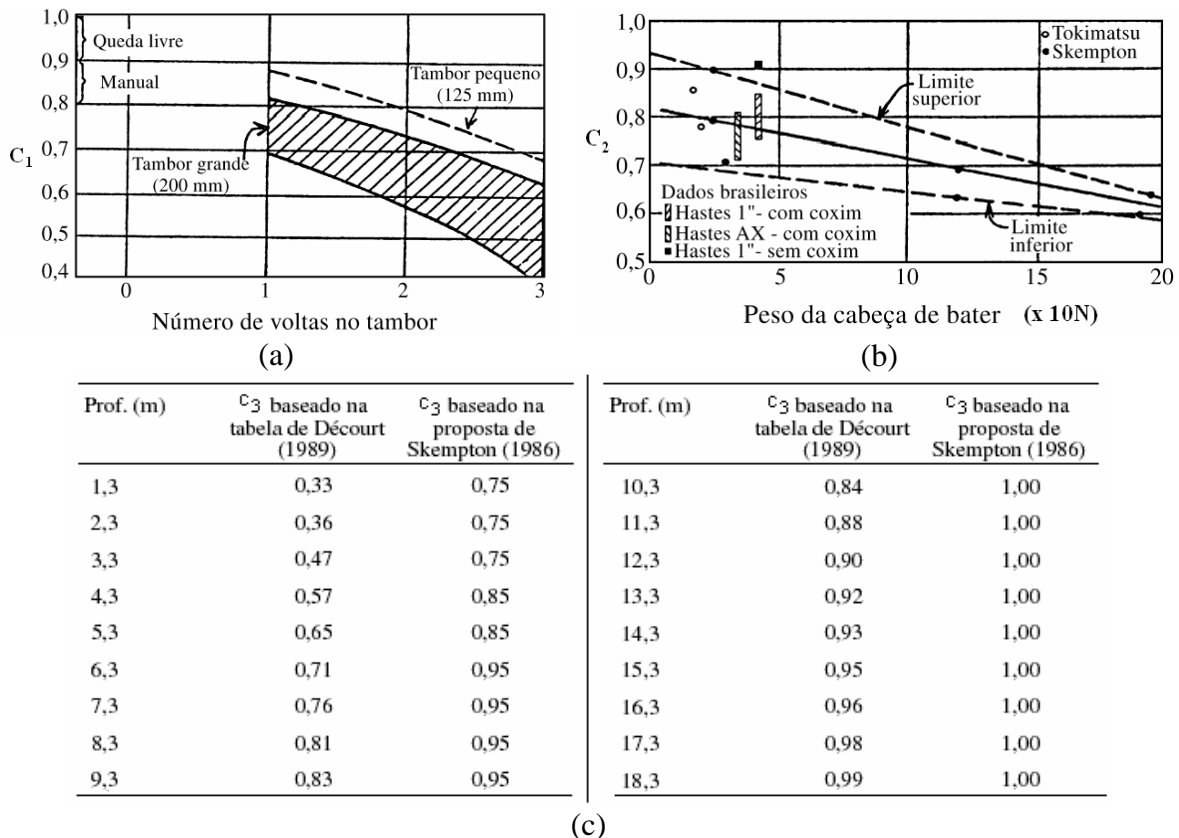 1,0
0,9
0,8
C1
0,7
0,6
0,5
0,4
Queda livre
Manual
Tambor pequeno
(125 mm)
Tambor grande
(200 mm)
0
1
2
3
Número de voltas no tambor
(a)
1,0
0,9
0,8
C2
0,7
0,6
0,5
Tokimatsu
Skempton
Limite
superior
Dados brasileiros
Hastes 1"- com coxim
Hastes AX - com coxim
Hastes 1"- sem coxim
Limite
inferior
0
5
10
15
20
Peso da cabeça de bater (x 10N)
(b)
Prof. (m) C3 baseado na C3 baseado na
tabela de Décourt proposta de
(1989) Skempton (1986)
1,3 0,33 0,75
2,3 0,36 0,75
3,3 0,47 0,75
4,3 0,57 0,85
5,3 0,65 0,85
6,3 0,71 0,95
7,3 0,76 0,95
8,3 0,81 0,95
9,3 0,83 0,95
Prof. (m) C3 baseado na C3 baseado na
tabela de Décourt proposta de
(1989) Skempton (1986)
10,3 0,84 1,00
11,3 0,88 1,00
12,3 0,90 1,00
13,3 0,92 1,00
14,3 0,93 1,00
15,3 0,95 1,00
16,3 0,96 1,00
17,3 0,98 1,00
18,3 0,99 1,00
(c)